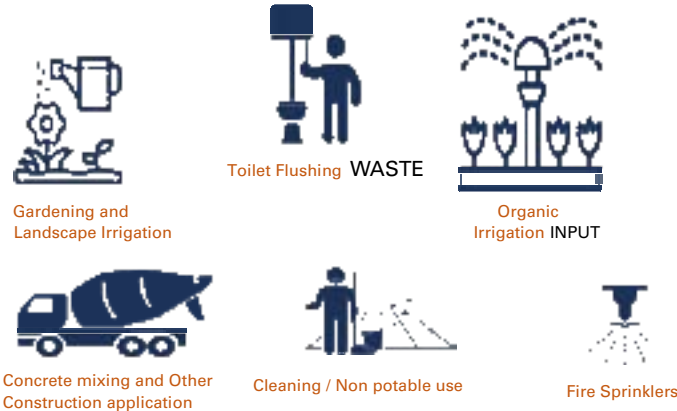 Toilet Flushing WASTE
Gardening and
Landscape Irrigation
Organic
Irrigation INPUT
Concrete mixing and Other
Construction application
Cleaning / Non potable use
Fire Sprinklers